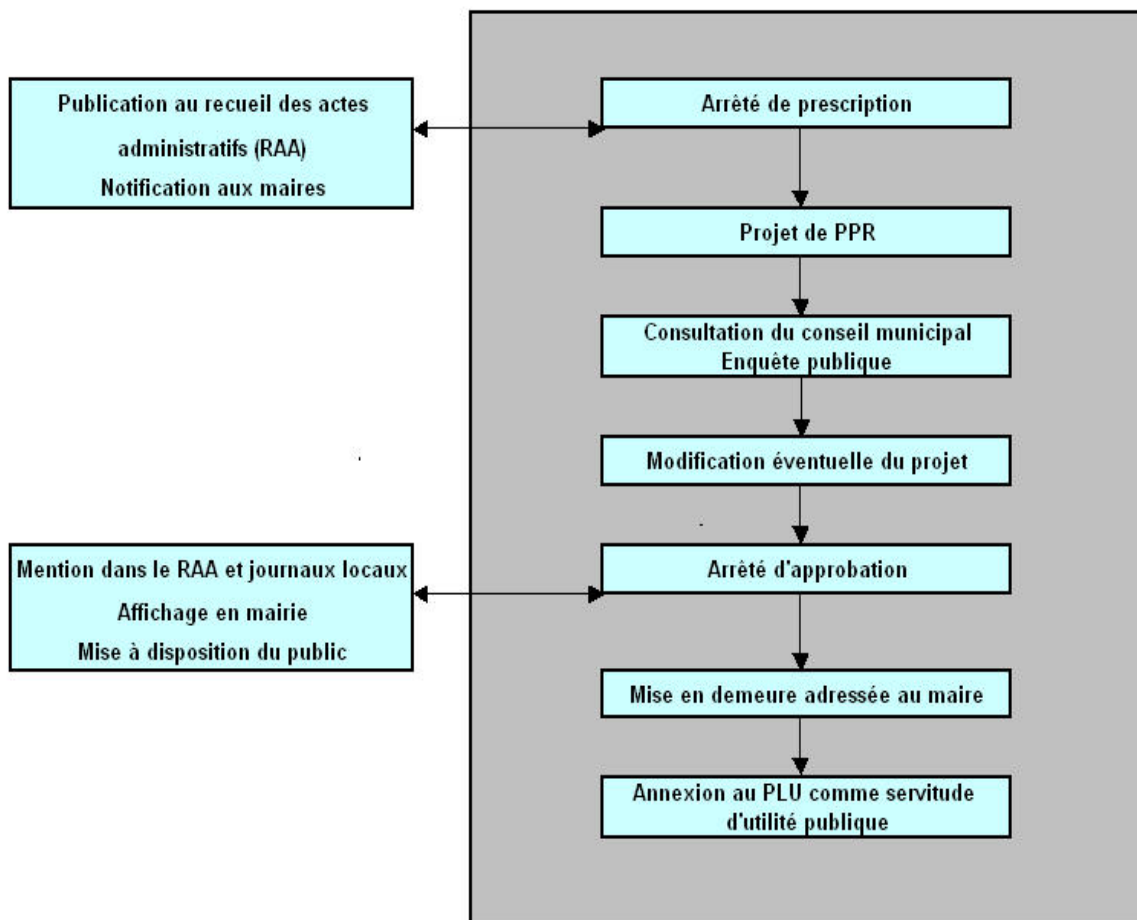 Publication au recueil des actes
administratifs (RAA)
Notification aux maires
Arrêté de prescription
Projet de PPR
Consultation du conseil municipal
Enquête publique
Modification éventuelle du projet
Mention dans le RAA et journaux locaux
Affichage en mairie
Mise à disposition du public
Arrêté d'approbation
Mise en demeure adressée au maire
Annexion au PLU comme servitude
d'utilité publique